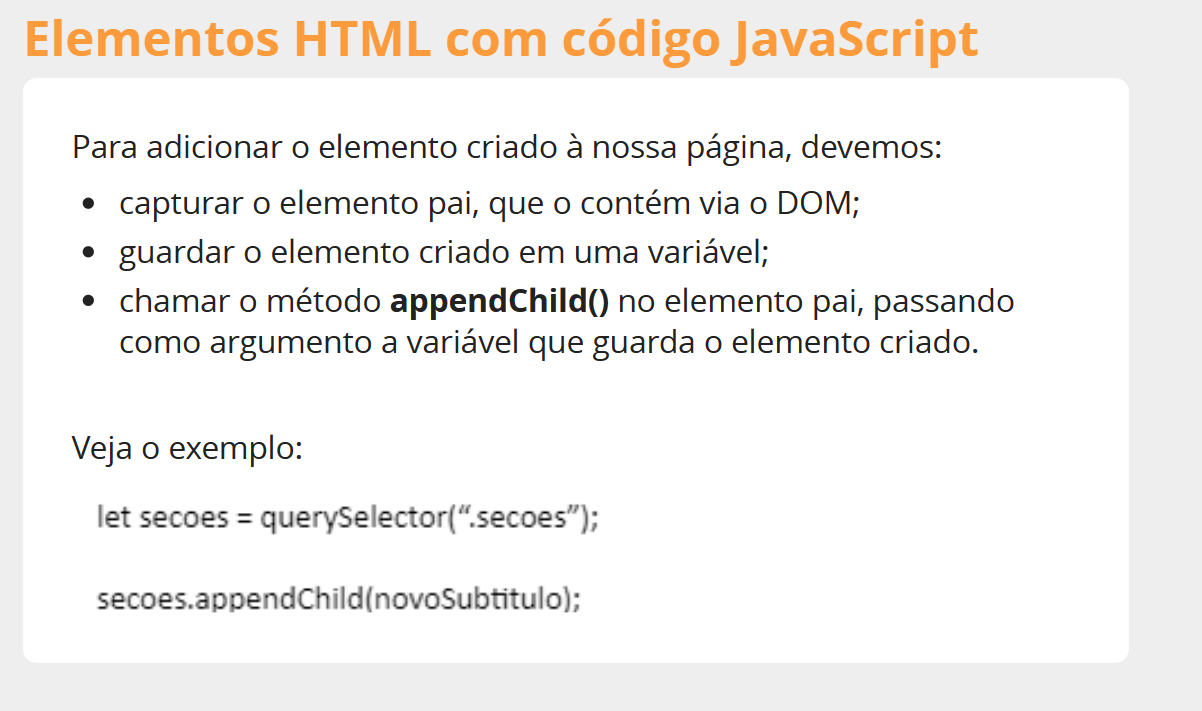 Elementos HTML com código JavaScript
Para adicionar o elemento criado à nossa página, devemos:
• capturar o elemento pai, que o contém via o DOM;
• guardar o elemento criado em uma variável;
• chamar o método appendChild() no elemento pai, passando
como argumento a variável que guarda o elemento criado.
Veja o exemplo:
let secoes = querySelector(“.secoes”);
secoes.appendChild(novoSubtitulo);